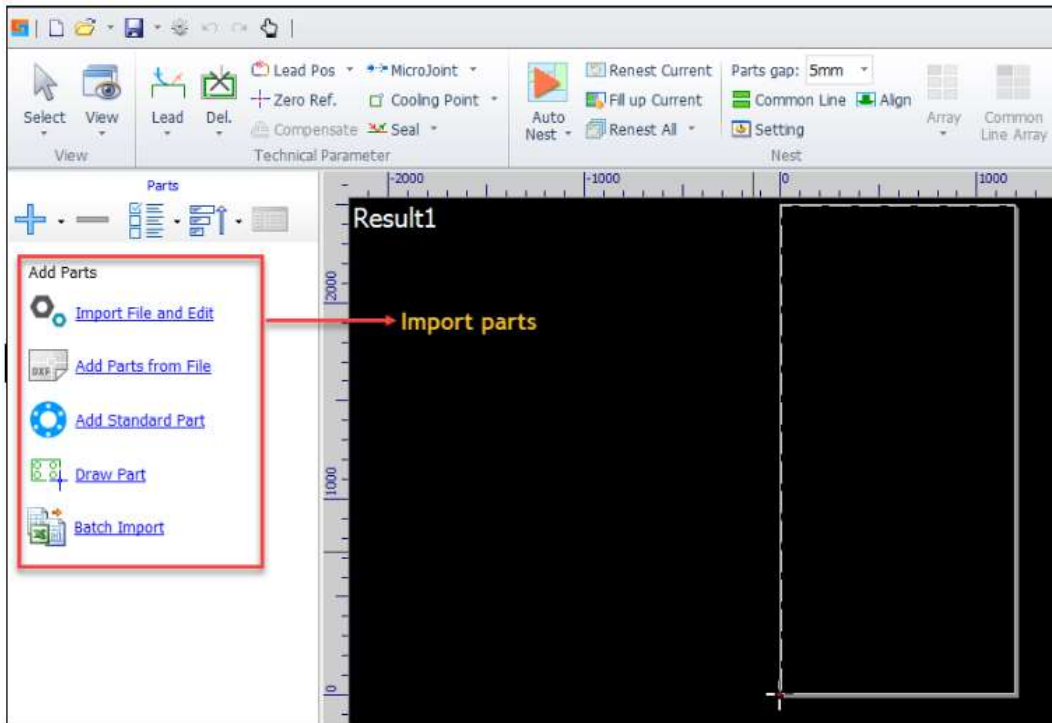 Lead Pos MicroJoint Renest Current Parts gap: 5mm
Select View Lead Del. Zero Ref. Cooling Point Auto Nest Fill up Current Common Line Align Array Common Line Array
Compensate Seal Renest All Setting
View Technical Parameter Nest
Parts
-2000 -1000 0 1000
Result1
Add Parts
2000
Import File and Edit
Import parts
DXF Add Parts from File
Add Standard Part
Draw Part
1000
Batch Import
0